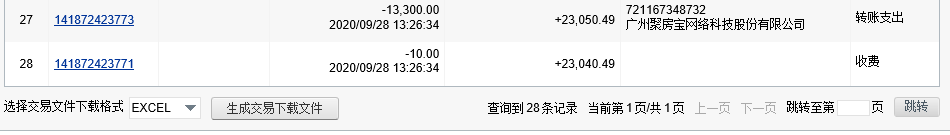 27 141872423773 -13,300.00 +23,050.49 721167348732 转账支出
2020/09/28 13:26:34 广州聚房宝网络科技股份有限公司
28 141872423771 -10.00 +23,040.49 收费
2020/09/28 13:26:34
选择交易文件下载格式 EXCEL 生成交易下载文件 查询到 28 条记录 当前第 1 页/共 1 页 上一页 下一页 跳转至第 页 跳转